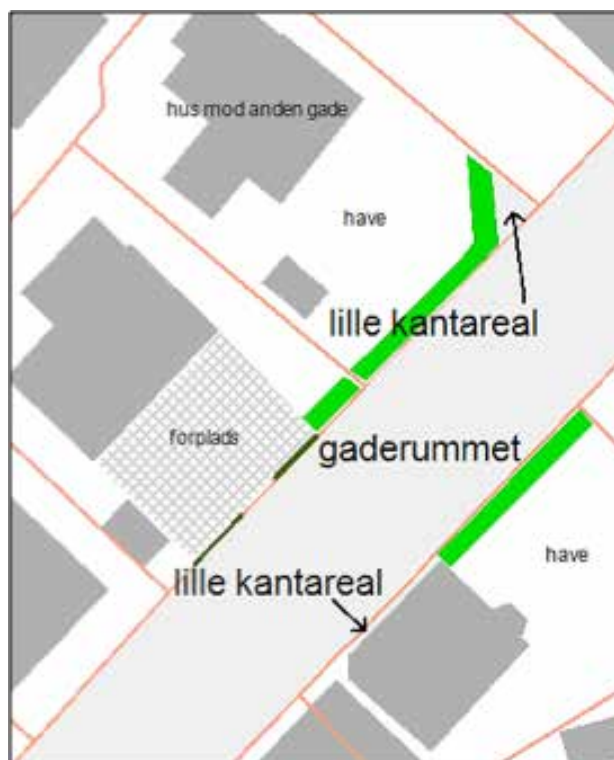 hus mod anden gade
have
lille kantareal
forplads
gaderummet
have
lille kantareal